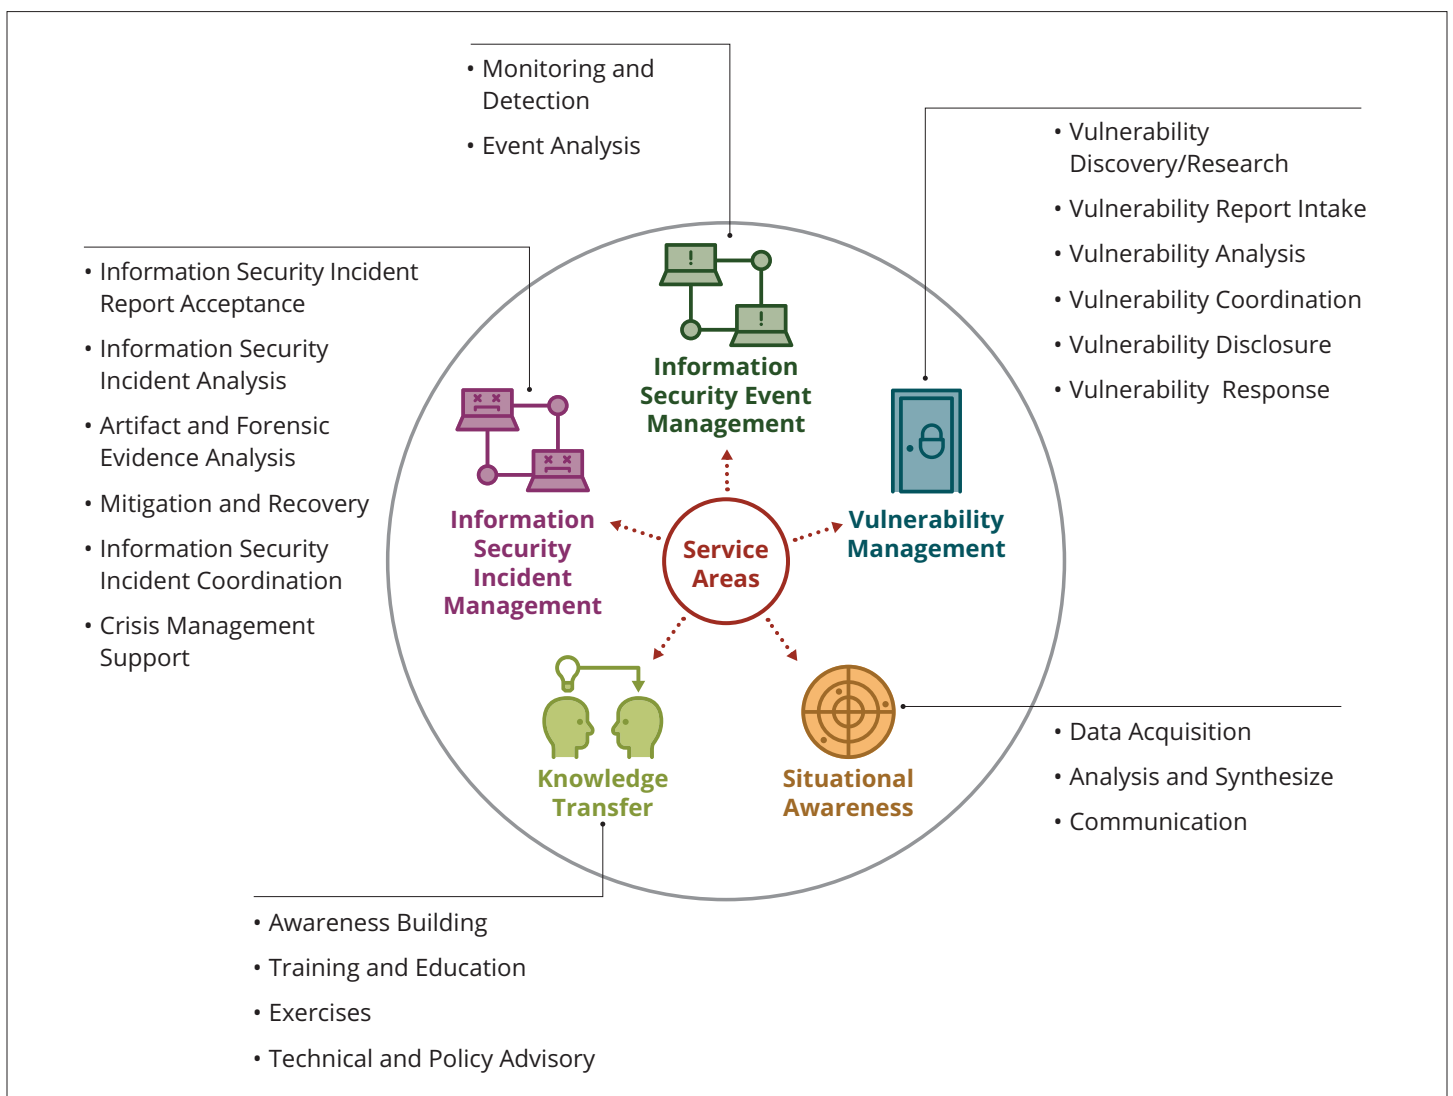 • Monitoring and
Detection
• Event Analysis
• Vulnerability
Discovery/Research
• Vulnerability Report Intake
• Vulnerability Analysis
• Vulnerability Coordination
• Vulnerability Disclosure
• Vulnerability Response
• Information Security Incident
Report Acceptance
• Information Security
Incident Analysis
• Artifact and Forensic
Evidence Analysis
• Mitigation and Recovery
• Information Security
Incident Coordination
• Crisis Management
Support
! 
!
Information
Security Event
Management
Information
Security
Incident
Management
Service
Areas
Vulnerability
Management
Knowledge
Transfer
Situational
Awareness
• Data Acquisition
• Analysis and Synthesize
• Communication
• Awareness Building
• Training and Education
• Exercises
• Technical and Policy Advisory